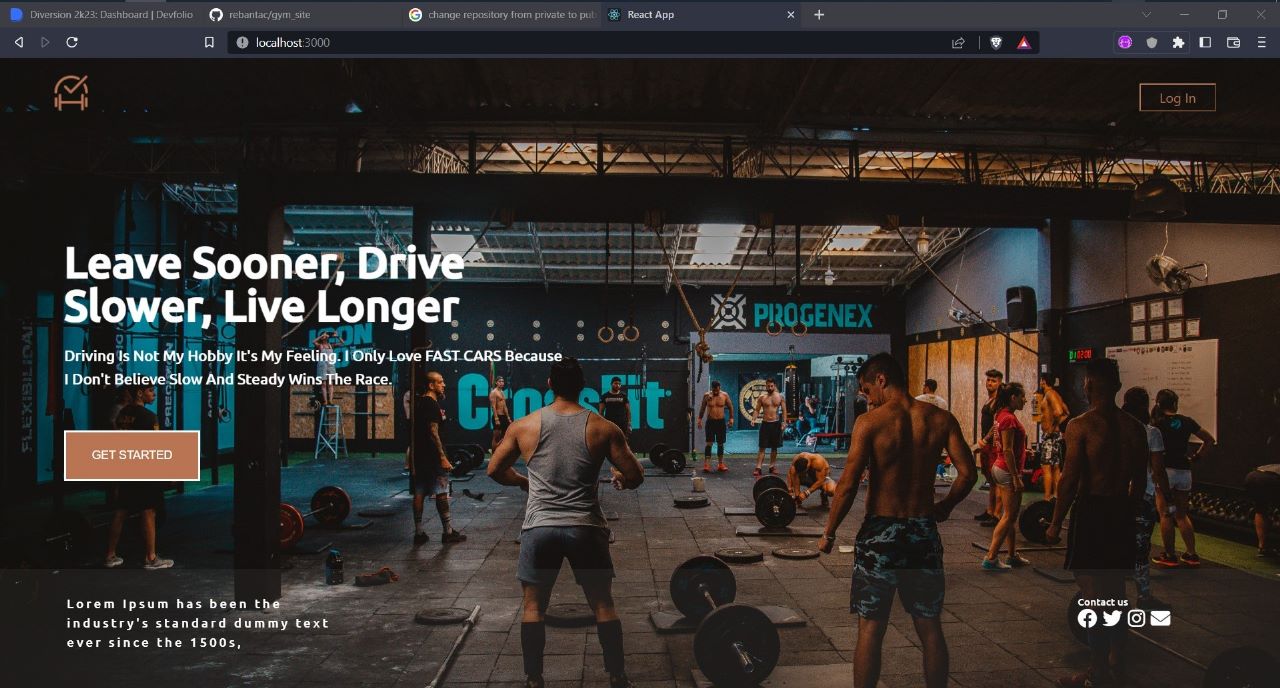 Diversion 2k23: Dashboard | Devfolio
rebantac/gym_site
change repository from private to pub
React App
localhost:3000
Log In
Leave Sooner, Drive
Slower, Live Longer
PROGENEX
ICON
Driving Is Not My Hobby It's My Feeling. I Only Love FAST CARS Because
I Don't Believe Slow And Steady Wins The Race.
CrossFit
GET STARTED
Lorem Ipsum has been the
industry's standard dummy text
ever since the 1500s,
Contact us